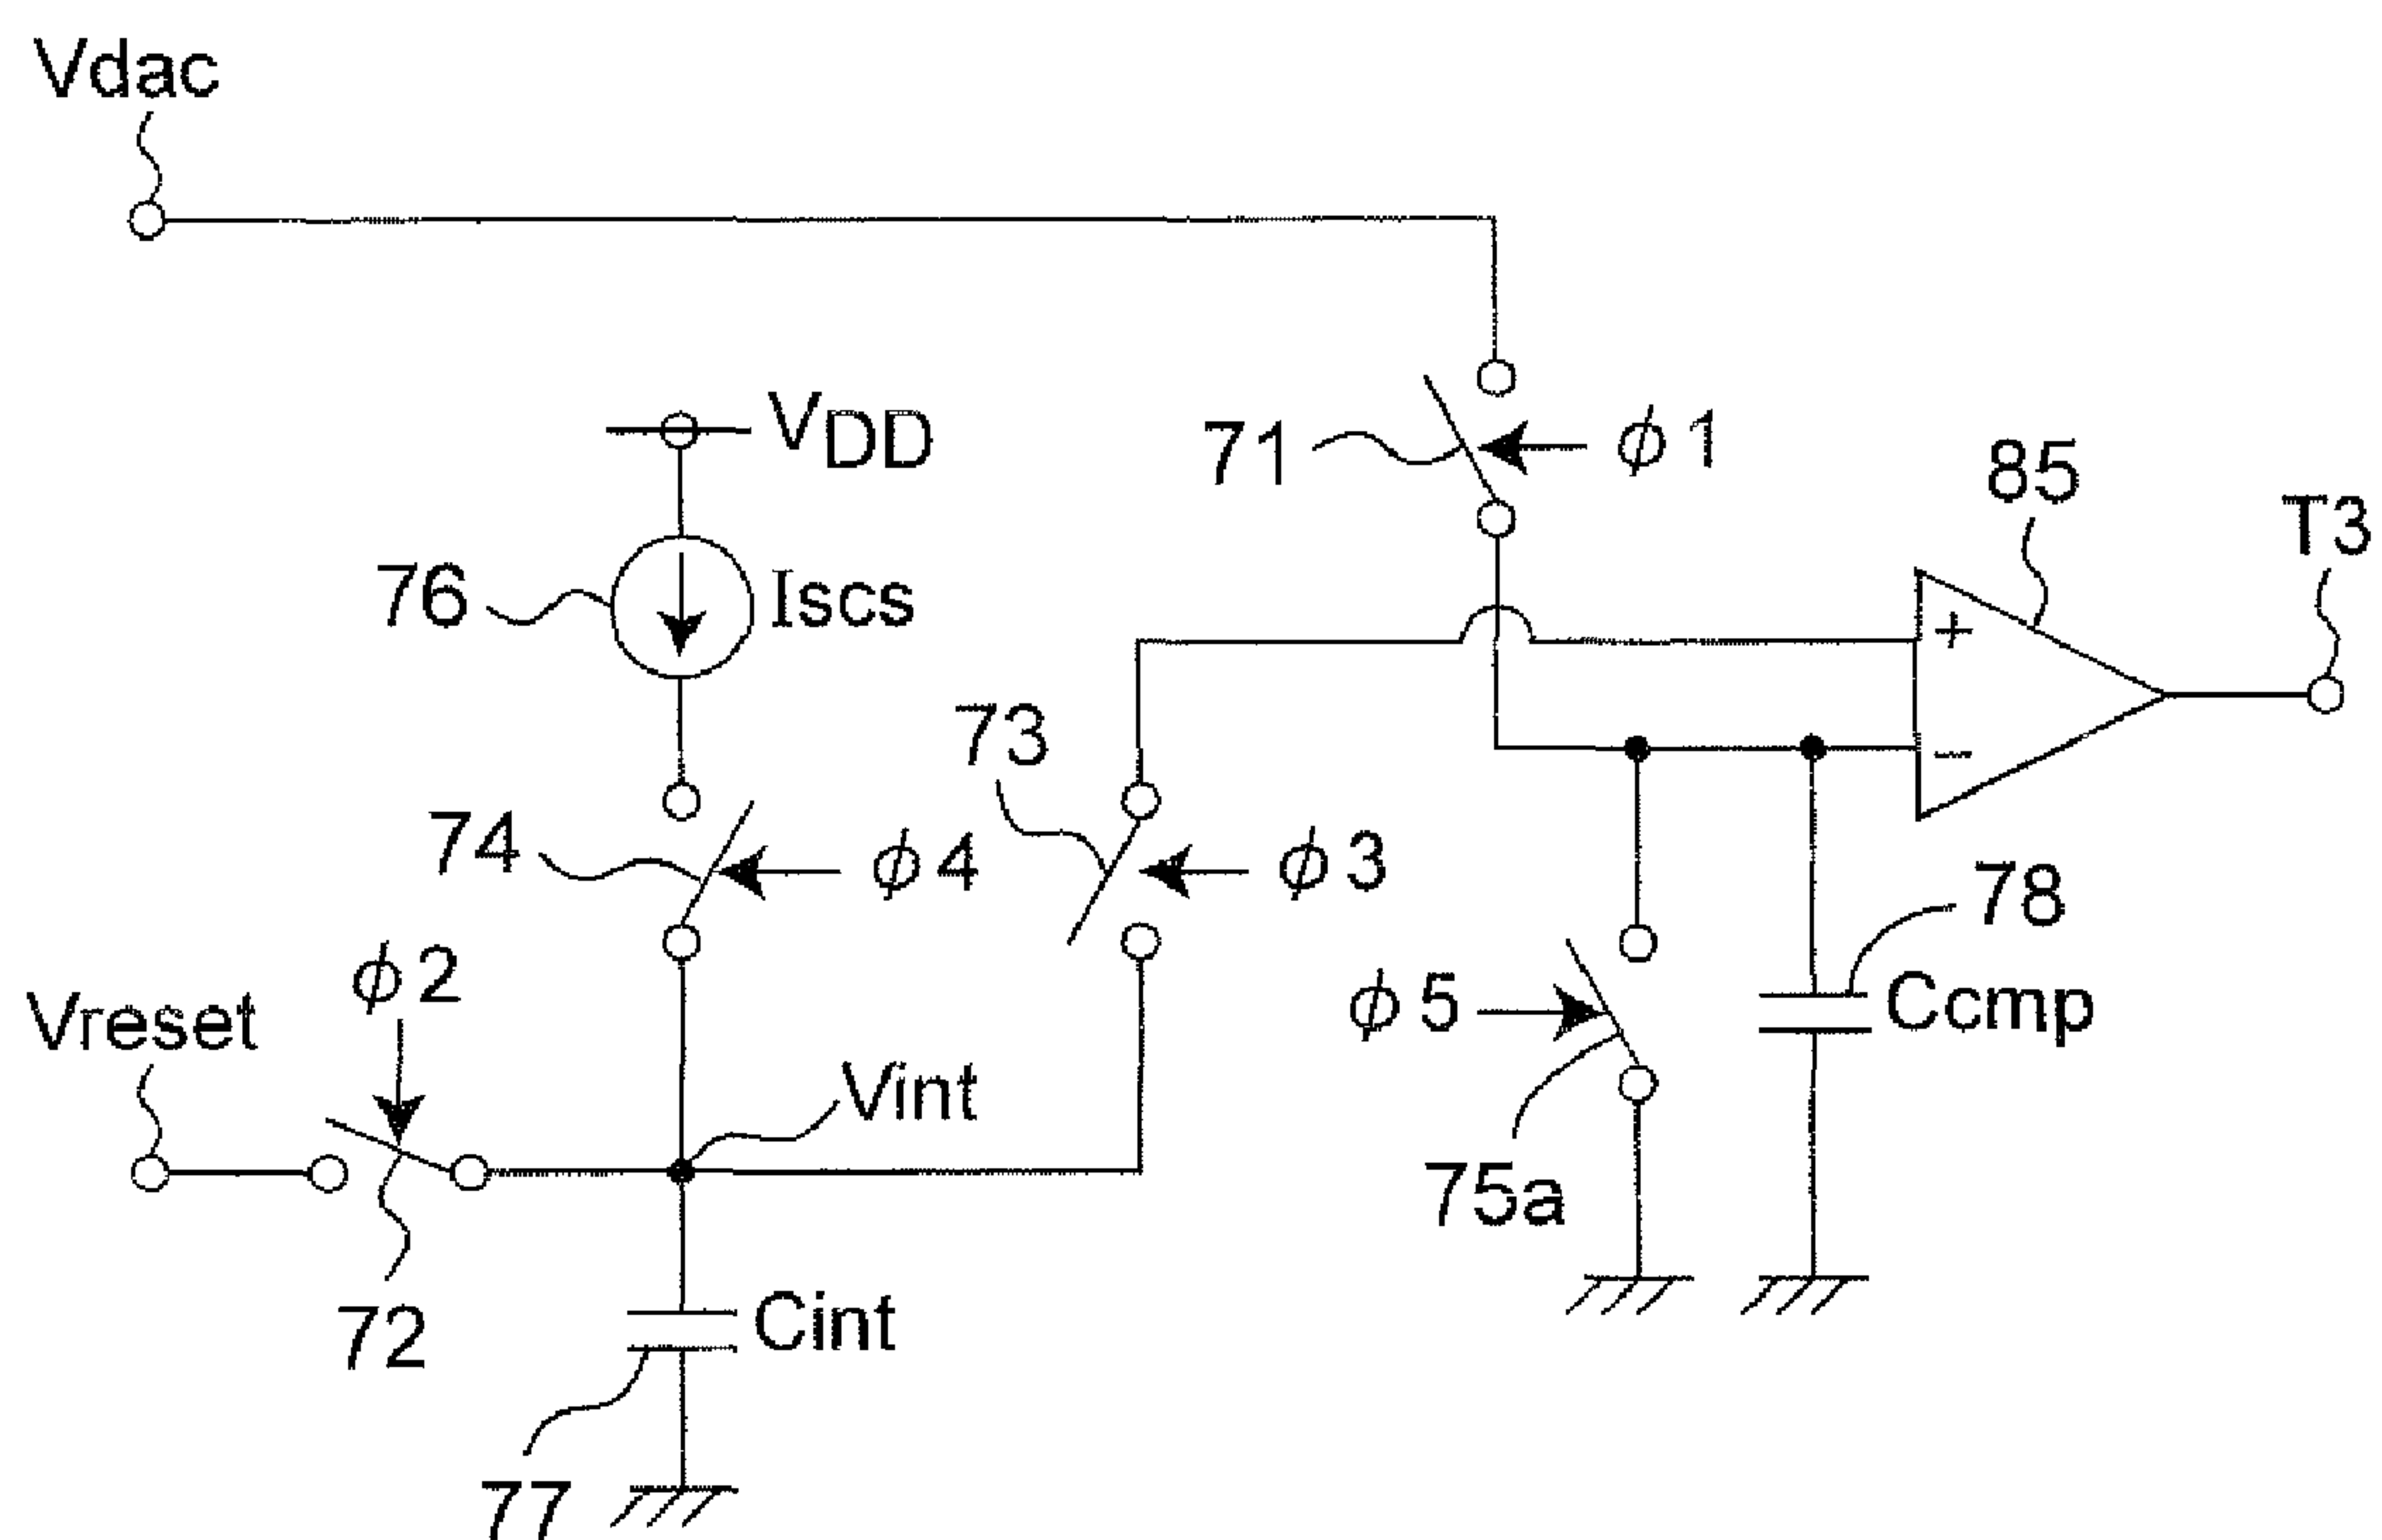 Vdac
VDD
71
ϕ1
85
T3
76
Iscs
+
73
−
74
ϕ4
ϕ3
78
ϕ2
ϕ5
Ccmp
Vreset
Vint
75a
72
Cint
77